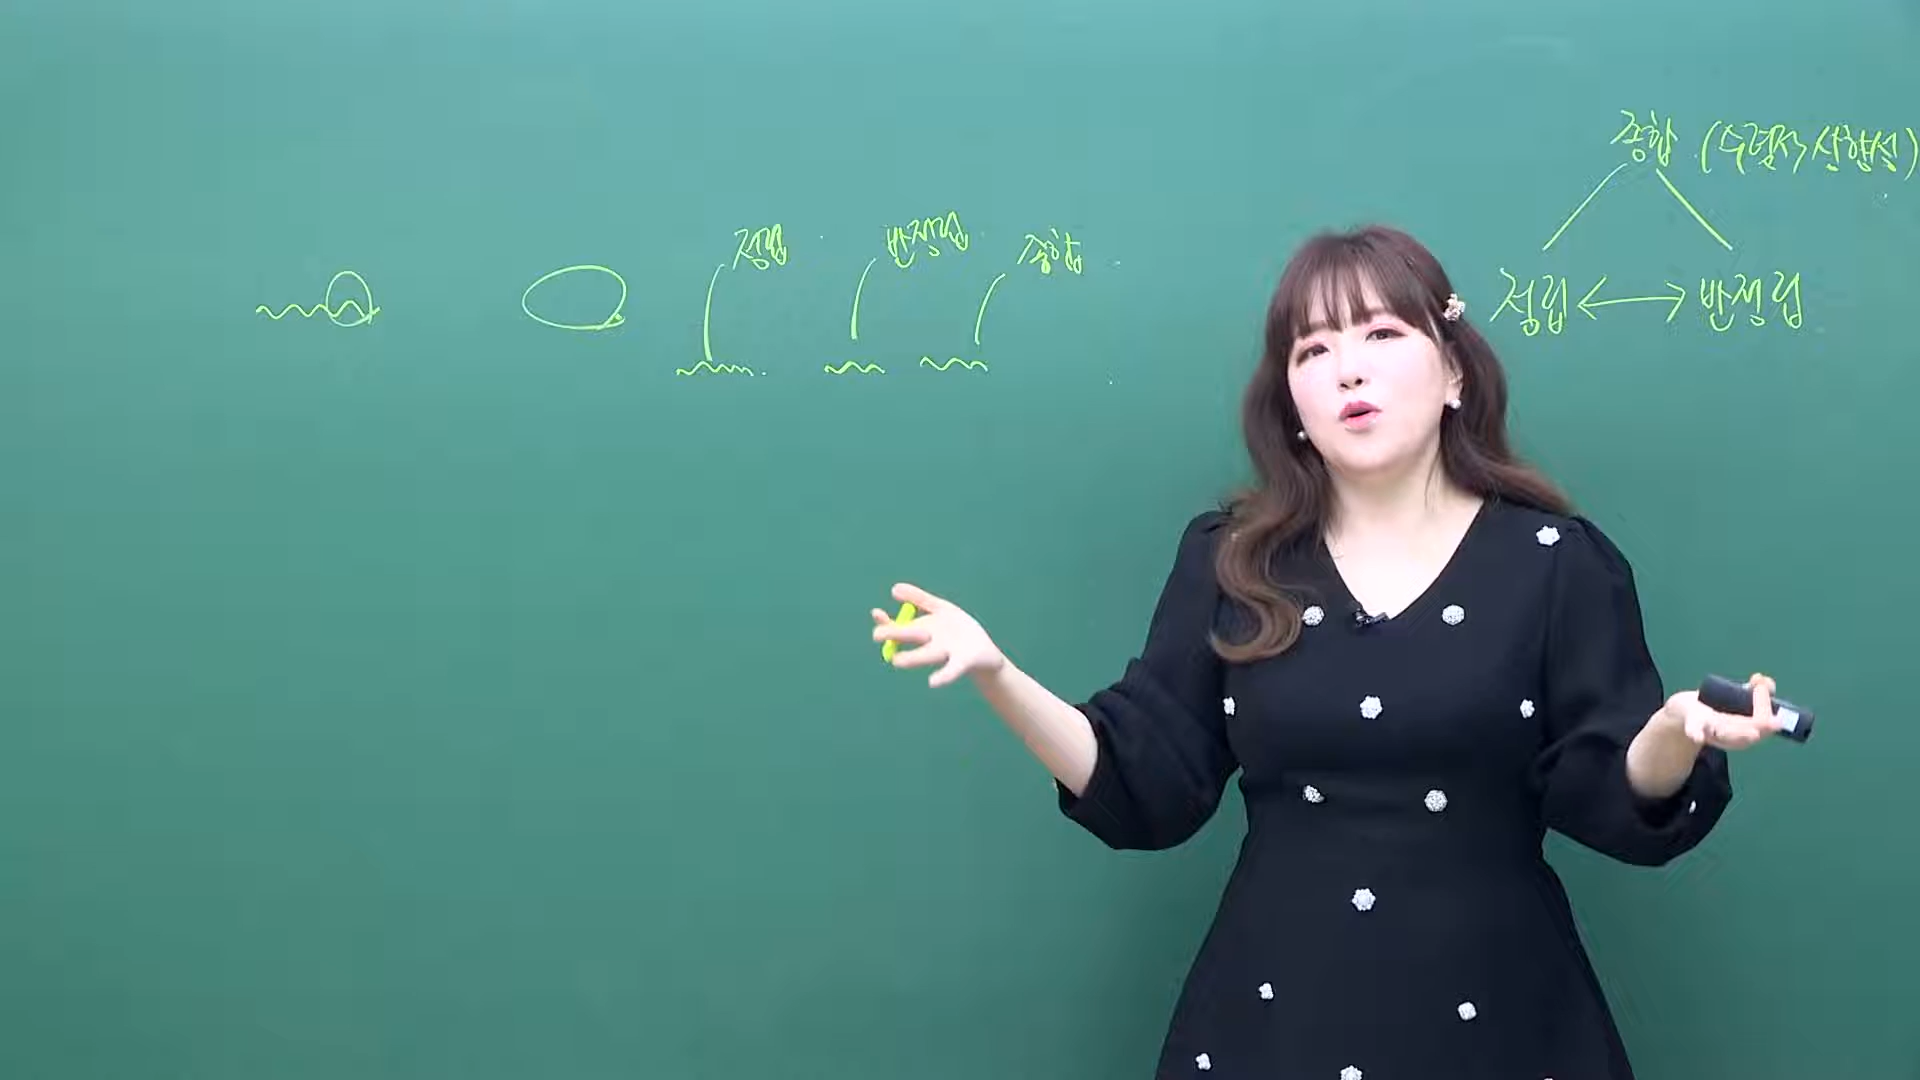 종합 (수렴적 상향성)
정립 반정립 종합
정립 ↔ 반정립